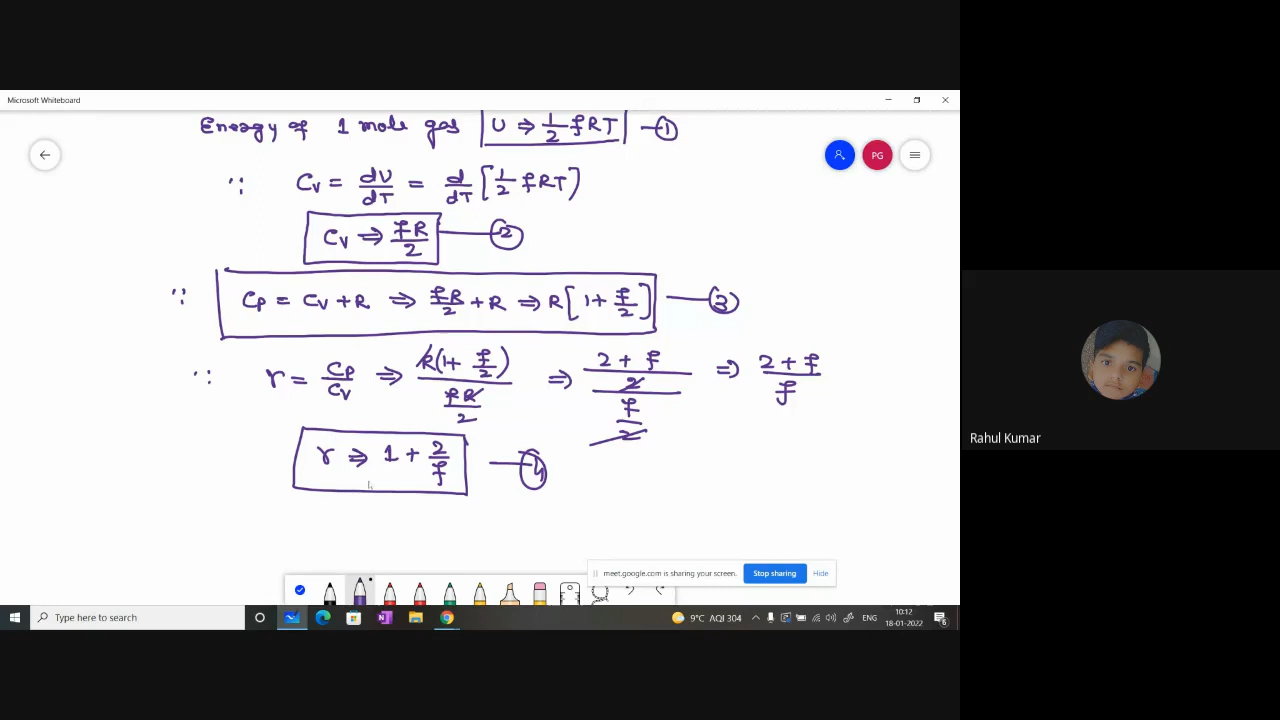 Microsoft Whiteboard
Energy of 1 mole gas U ⇒ 1/2 fRT —①
∵ Cv = dU/dT = d/dT [1/2 fRT]
Cv ⇒ fR/2 —②
∵ Cp = Cv + R ⇒ fR/2 + R ⇒ R[1 + f/2] —③
∵ r = Cp/Cv ⇒ R(1 + f/2) / (fR/2) ⇒ (2 + f)/2 / (f/2) ⇒ (2 + f)/f
r ⇒ 1 + 2/f —④
PG
Rahul Kumar
meet.google.com is sharing your screen. Stop sharing Hide
Type here to search
9°C AQI 304
ENG
10:12
18-01-2022
6